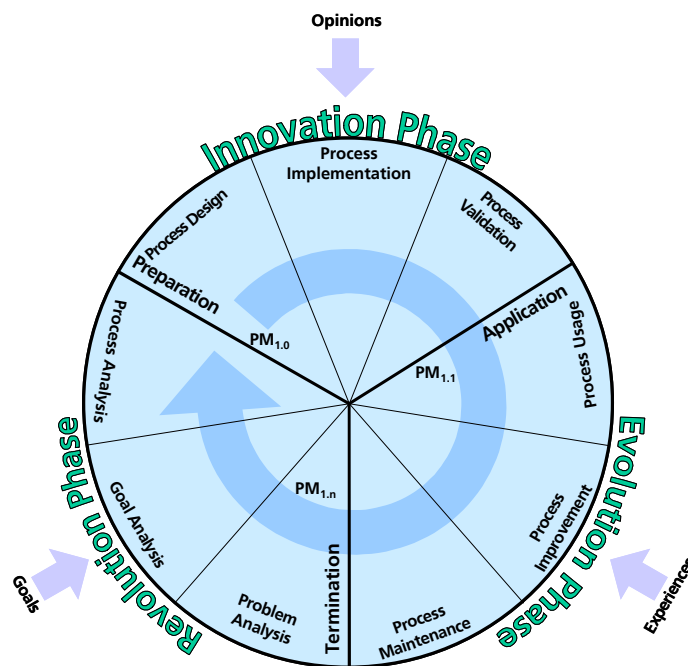 Opinions
Innovation Phase
Process
Implementation
Process Design
Process
Validation
Preparation
Application
Process Analysis
PM1.0
PM1.1
Process Usage
Revolution Phase
Evolution Phase
Goal Analysis
PM1.n
Process
Improvement
Goals
Problem
Analysis
Termination
Process
Maintenance
Experiences